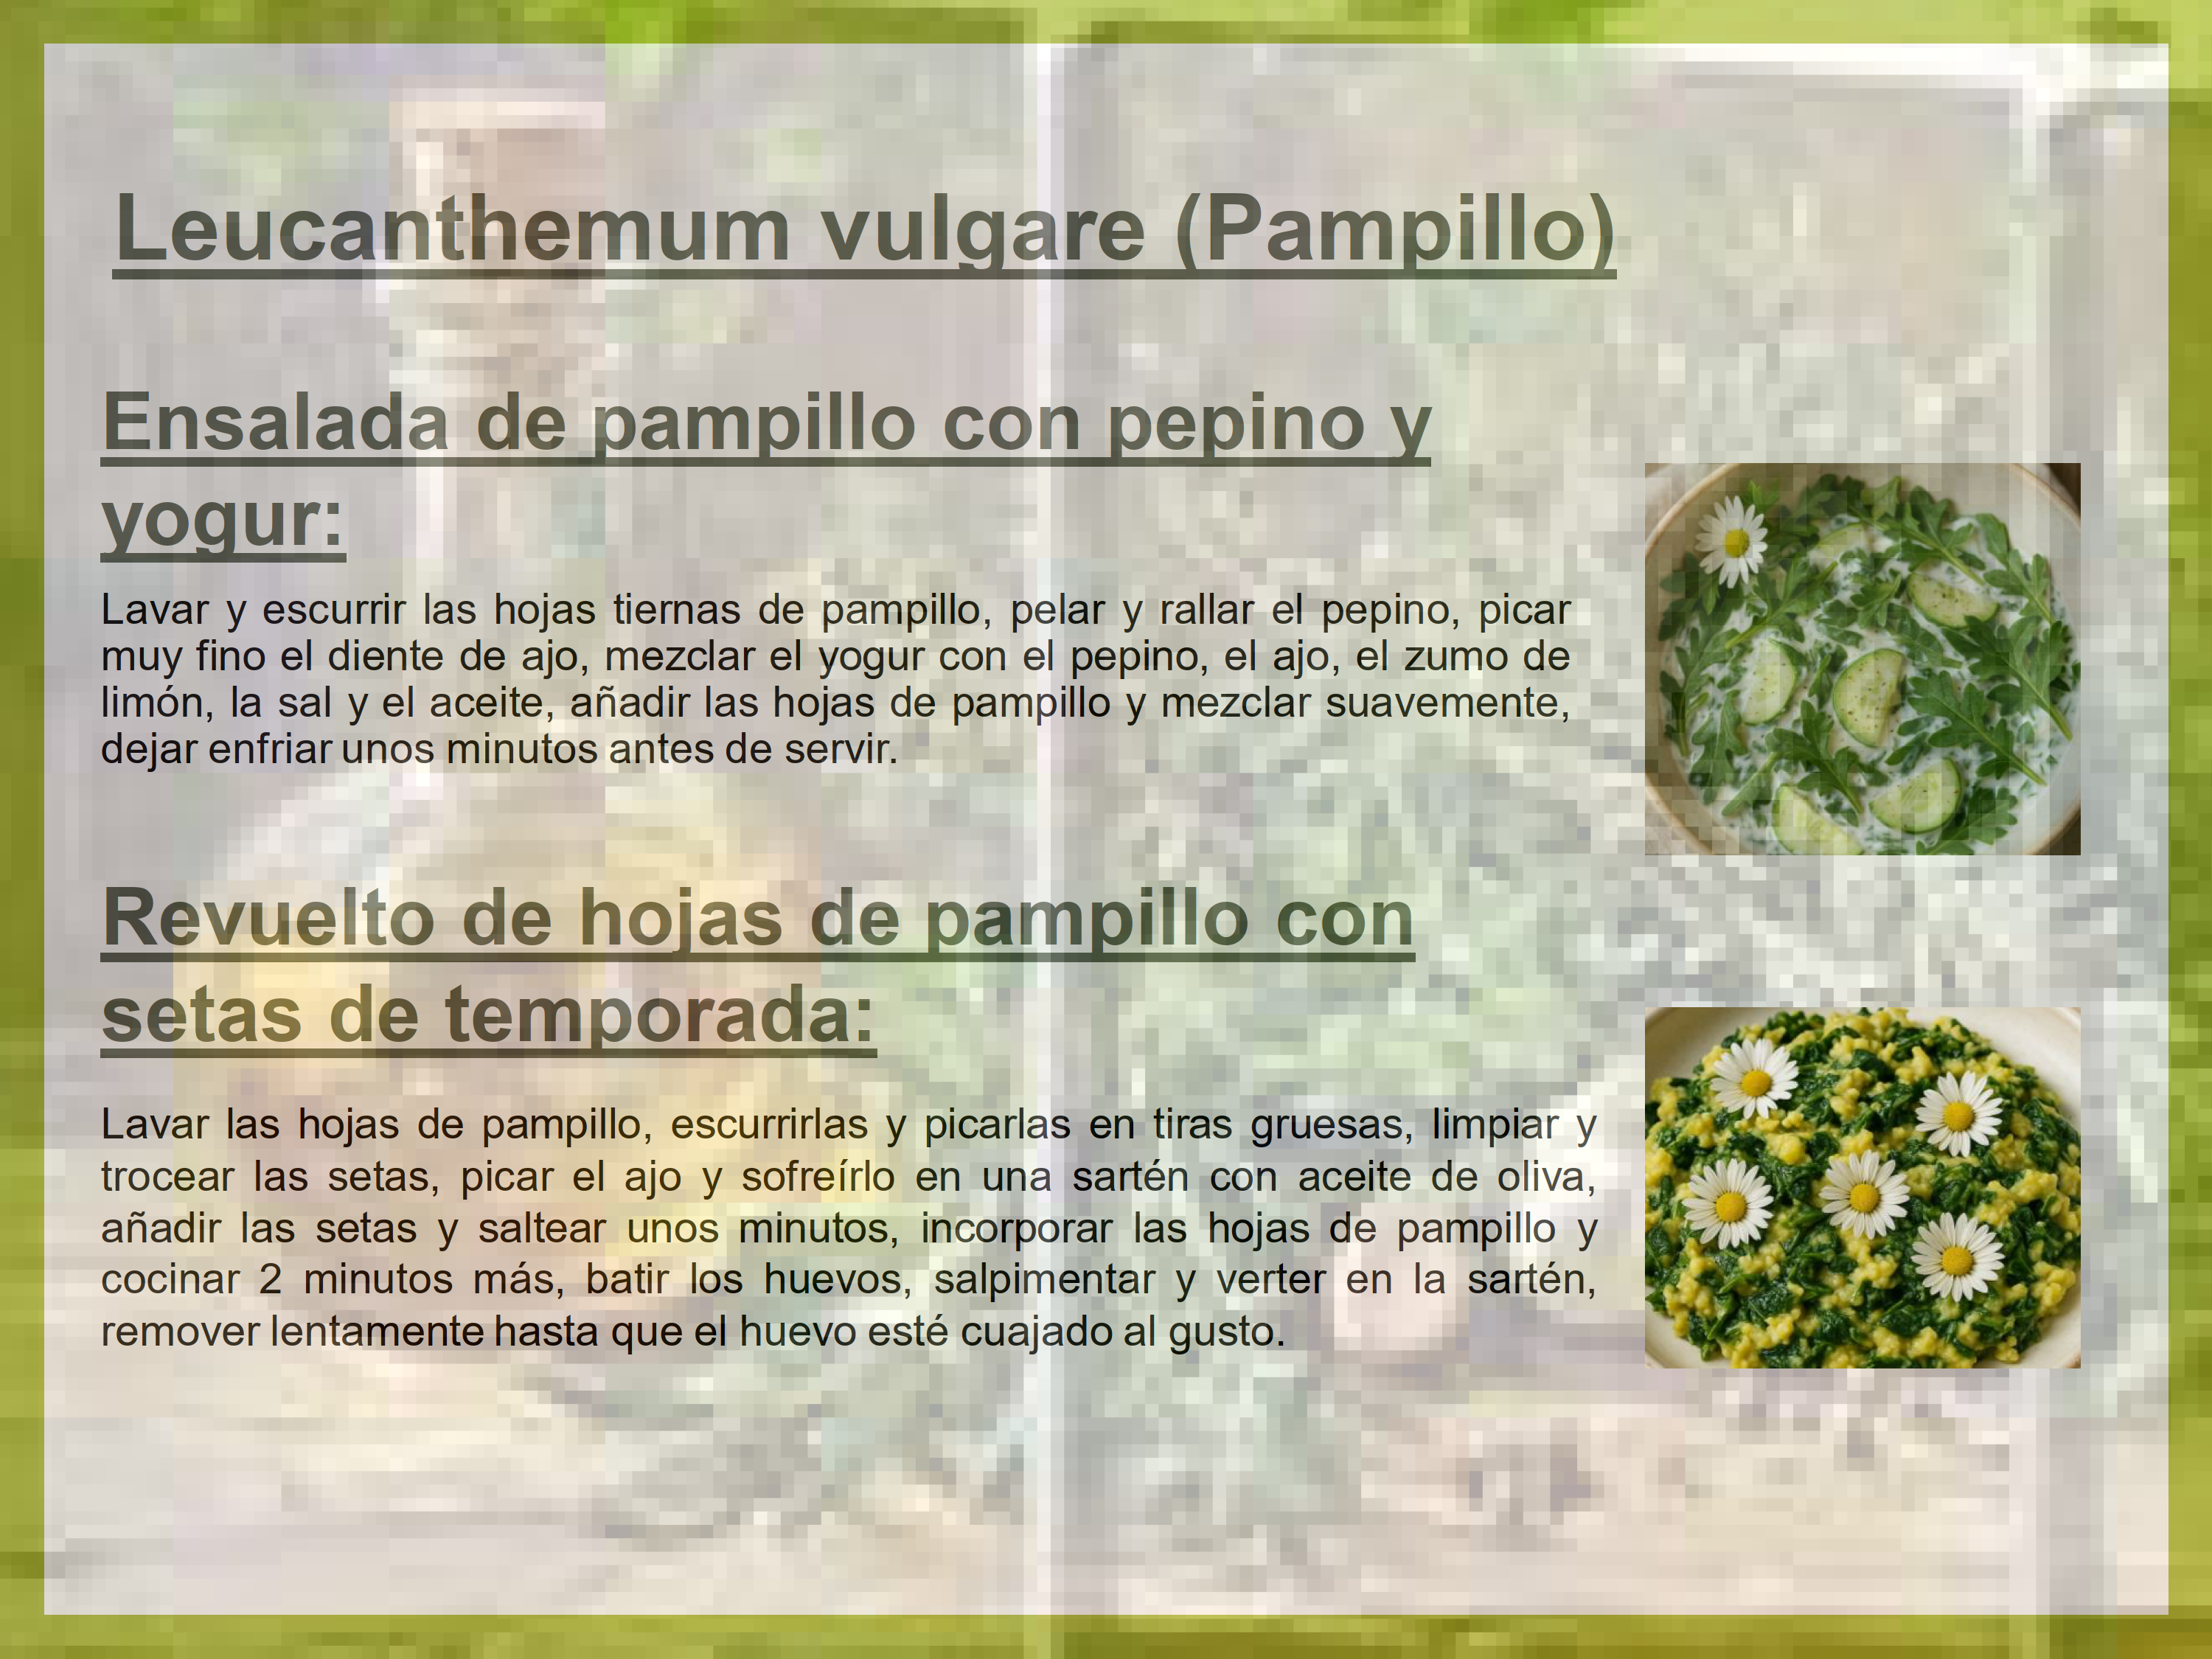 Leucanthemum vulgare (Pampillo)
Ensalada de pampillo con pepino y
yogur:
Lavar y escurrir las hojas tiernas de pampillo, pelar y rallar el pepino, picar
muy fino el diente de ajo, mezclar el yogur con el pepino, el ajo, el zumo de
limón, la sal y el aceite, añadir las hojas de pampillo y mezclar suavemente,
dejar enfriar unos minutos antes de servir.
Revuelto de hojas de pampillo con
setas de temporada:
Lavar las hojas de pampillo, escurrirlas y picarlas en tiras gruesas, limpiar y
trocear las setas, picar el ajo y sofreírlo en una sartén con aceite de oliva,
añadir las setas y saltear unos minutos, incorporar las hojas de pampillo y
cocinar 2 minutos más, batir los huevos, salpimentar y verter en la sartén,
remover lentamente hasta que el huevo esté cuajado al gusto.